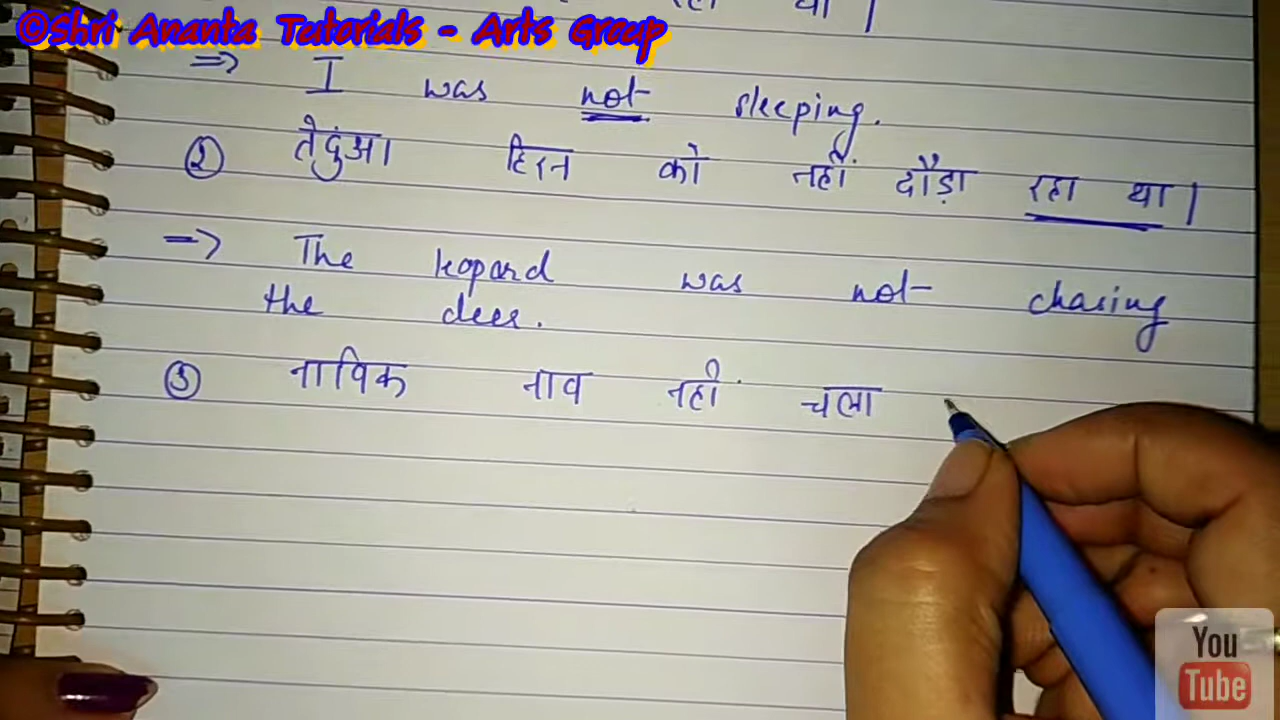 ©Shri Ananta Tutorials - Arts Group
रहा था |
=> I was not sleeping.
② तेदुंआ हिरन को नहीं दौड़ा रहा था |
=> The leopard was not chasing
the deer.
③ नाविक नाव नहीं चला
You
Tube